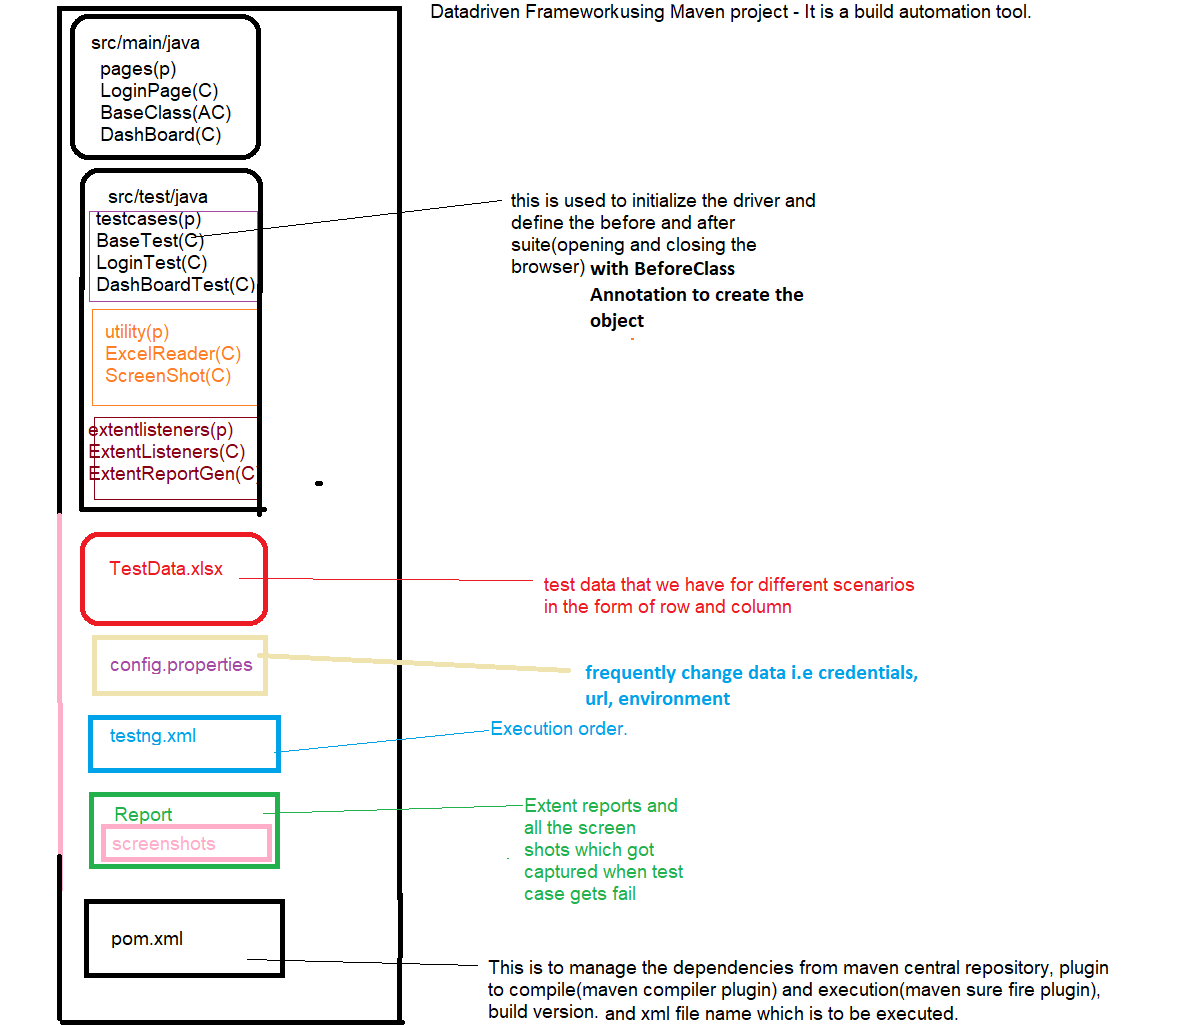 Datadriven Frameworkusing Maven project - It is a build automation tool.
src/main/java
pages(p)
LoginPage(C)
BaseClass(AC)
DashBoard(C)
src/test/java
testcases(p)
BaseTest(C)
LoginTest(C)
DashBoardTest(C)
this is used to initialize the driver and
define the before and after
suite(opening and closing the
browser) with BeforeClass
Annotation to create the
object
utility(p)
ExcelReader(C)
ScreenShot(C)
extentlisteners(p)
ExtentListeners(C)
ExtentReportGen(C)
TestData.xlsx
test data that we have for different scenarios
in the form of row and column
config.properties
frequently change data i.e credentials,
url, environment
testng.xml
Execution order.
Report
screenshots
Extent reports and
all the screen
shots which got
captured when test
case gets fail
pom.xml
This is to manage the dependencies from maven central repository, plugin
to compile(maven compiler plugin) and execution(maven sure fire plugin),
build version. and xml file name which is to be executed.